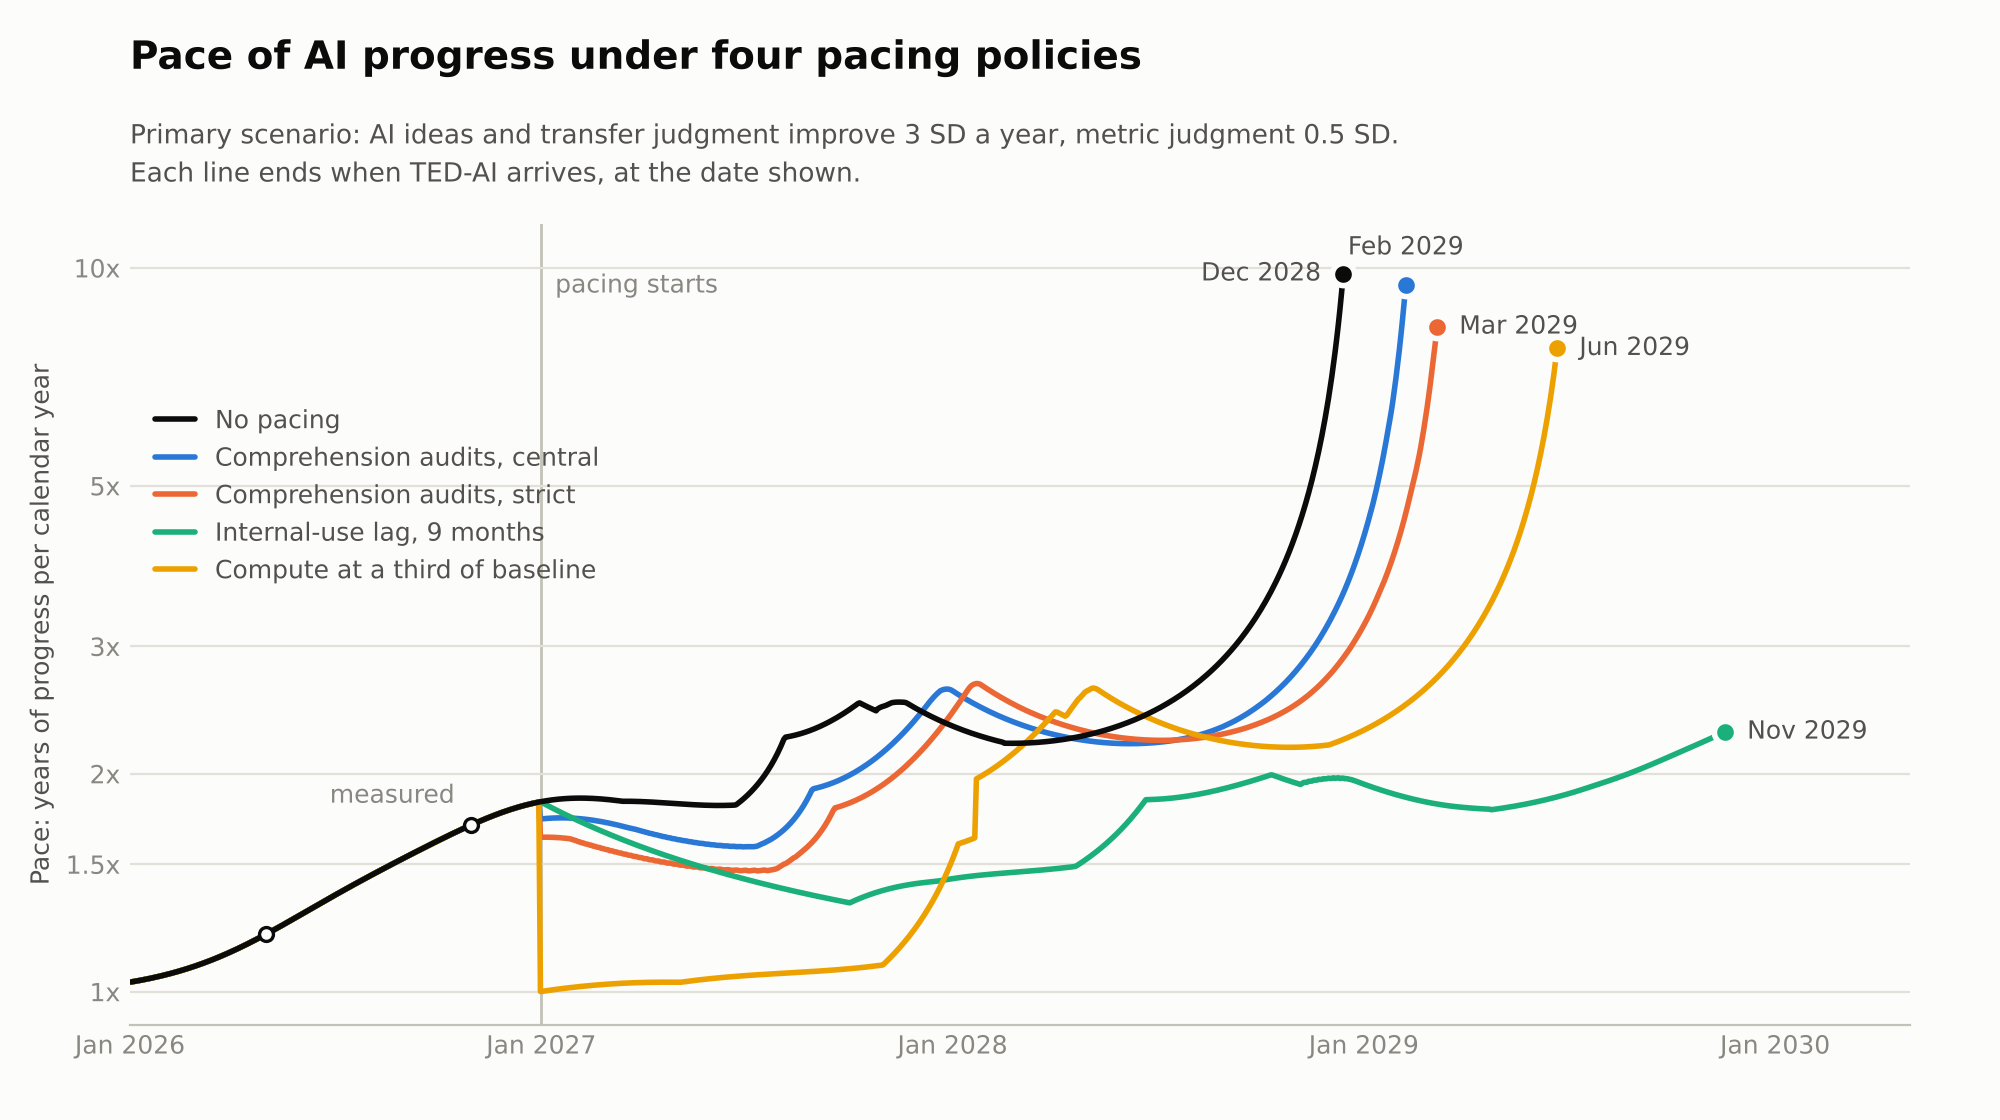 Pace of AI progress under four pacing policies
Primary scenario: AI ideas and transfer judgment improve 3 SD a year, metric judgment 0.5 SD.
Each line ends when TED-AI arrives, at the date shown.
Pace: years of progress per calendar year
10x
5x
3x
2x
1.5x
1x
pacing starts
measured
No pacing
Comprehension audits, central
Comprehension audits, strict
Internal-use lag, 9 months
Compute at a third of baseline
Dec 2028
Feb 2029
Mar 2029
Jun 2029
Nov 2029
Jan 2026
Jan 2027
Jan 2028
Jan 2029
Jan 2030